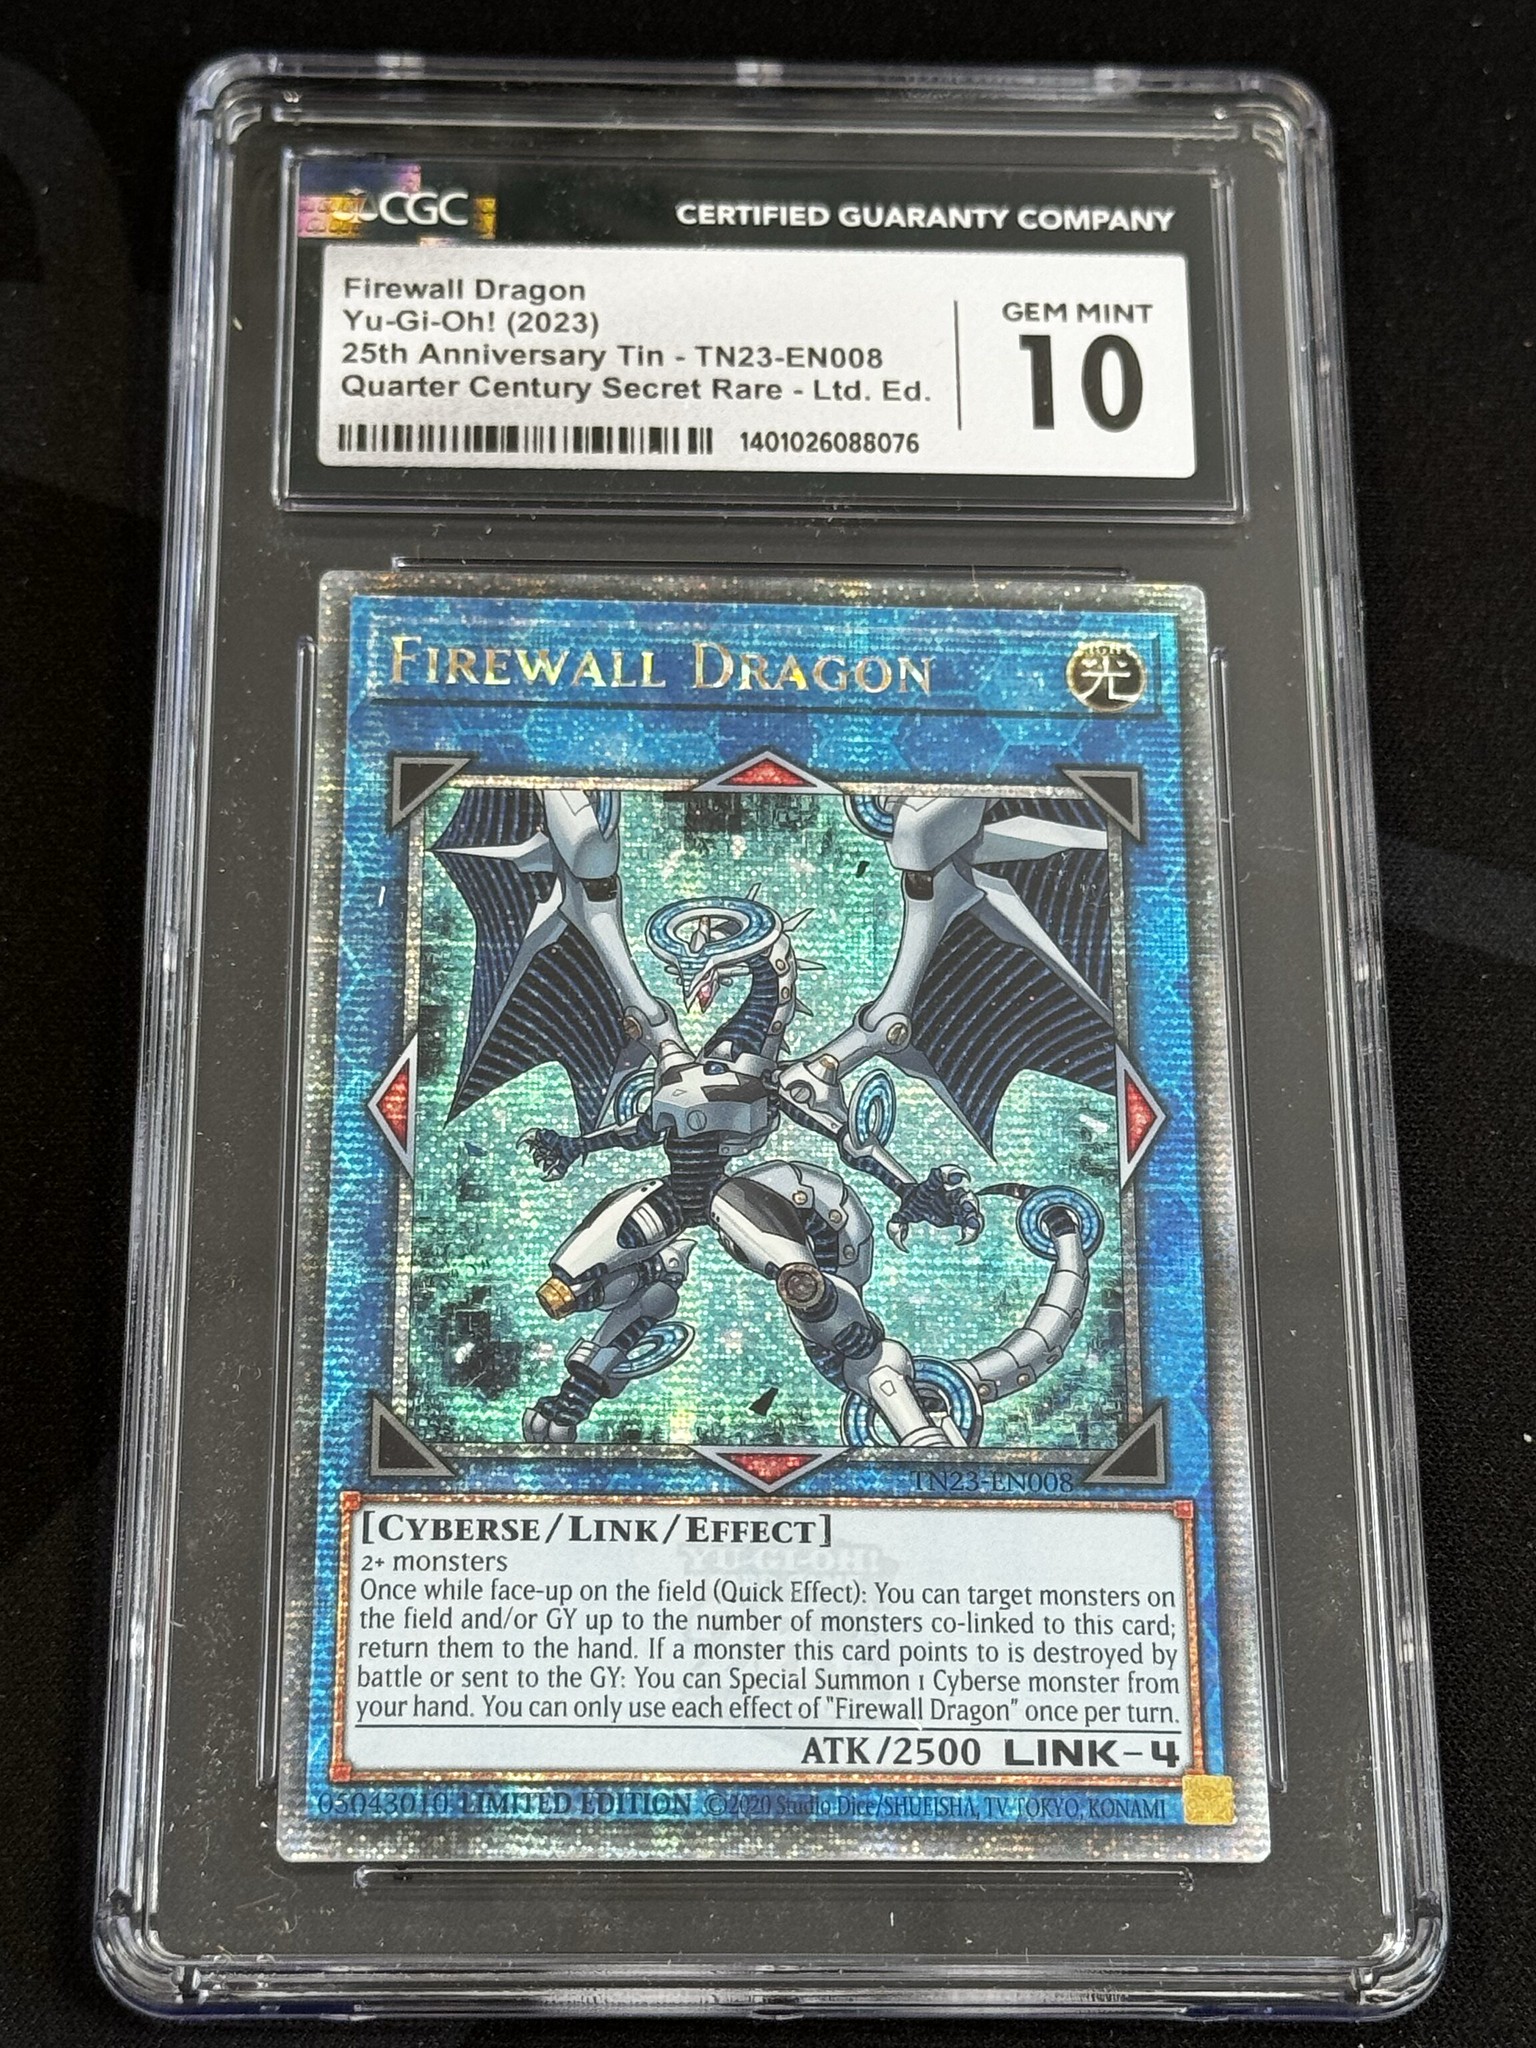 CGC
CERTIFIED GUARANTY COMPANY
Firewall Dragon
Yu-Gi-Oh! (2023)
25th Anniversary Tin - TN23-EN008
Quarter Century Secret Rare - Ltd. Ed.
1401026088076
GEM MINT
10
FIREWALL DRAGON
光
TN23-EN008
[CYBERSE/LINK/EFFECT]
2+ monsters
Once while face-up on the field (Quick Effect): You can target monsters on
the field and/or GY up to the number of monsters co-linked to this card;
return them to the hand. If a monster this card points to is destroyed by
battle or sent to the GY: You can Special Summon 1 Cyberse monster from
your hand. You can only use each effect of "Firewall Dragon" once per turn.
ATK/2500 LINK-4
05043010 LIMITED EDITION ©2020 Studio Dice/SHUEISHA, TV TOKYO, KONAMI
YU-GI-OH!